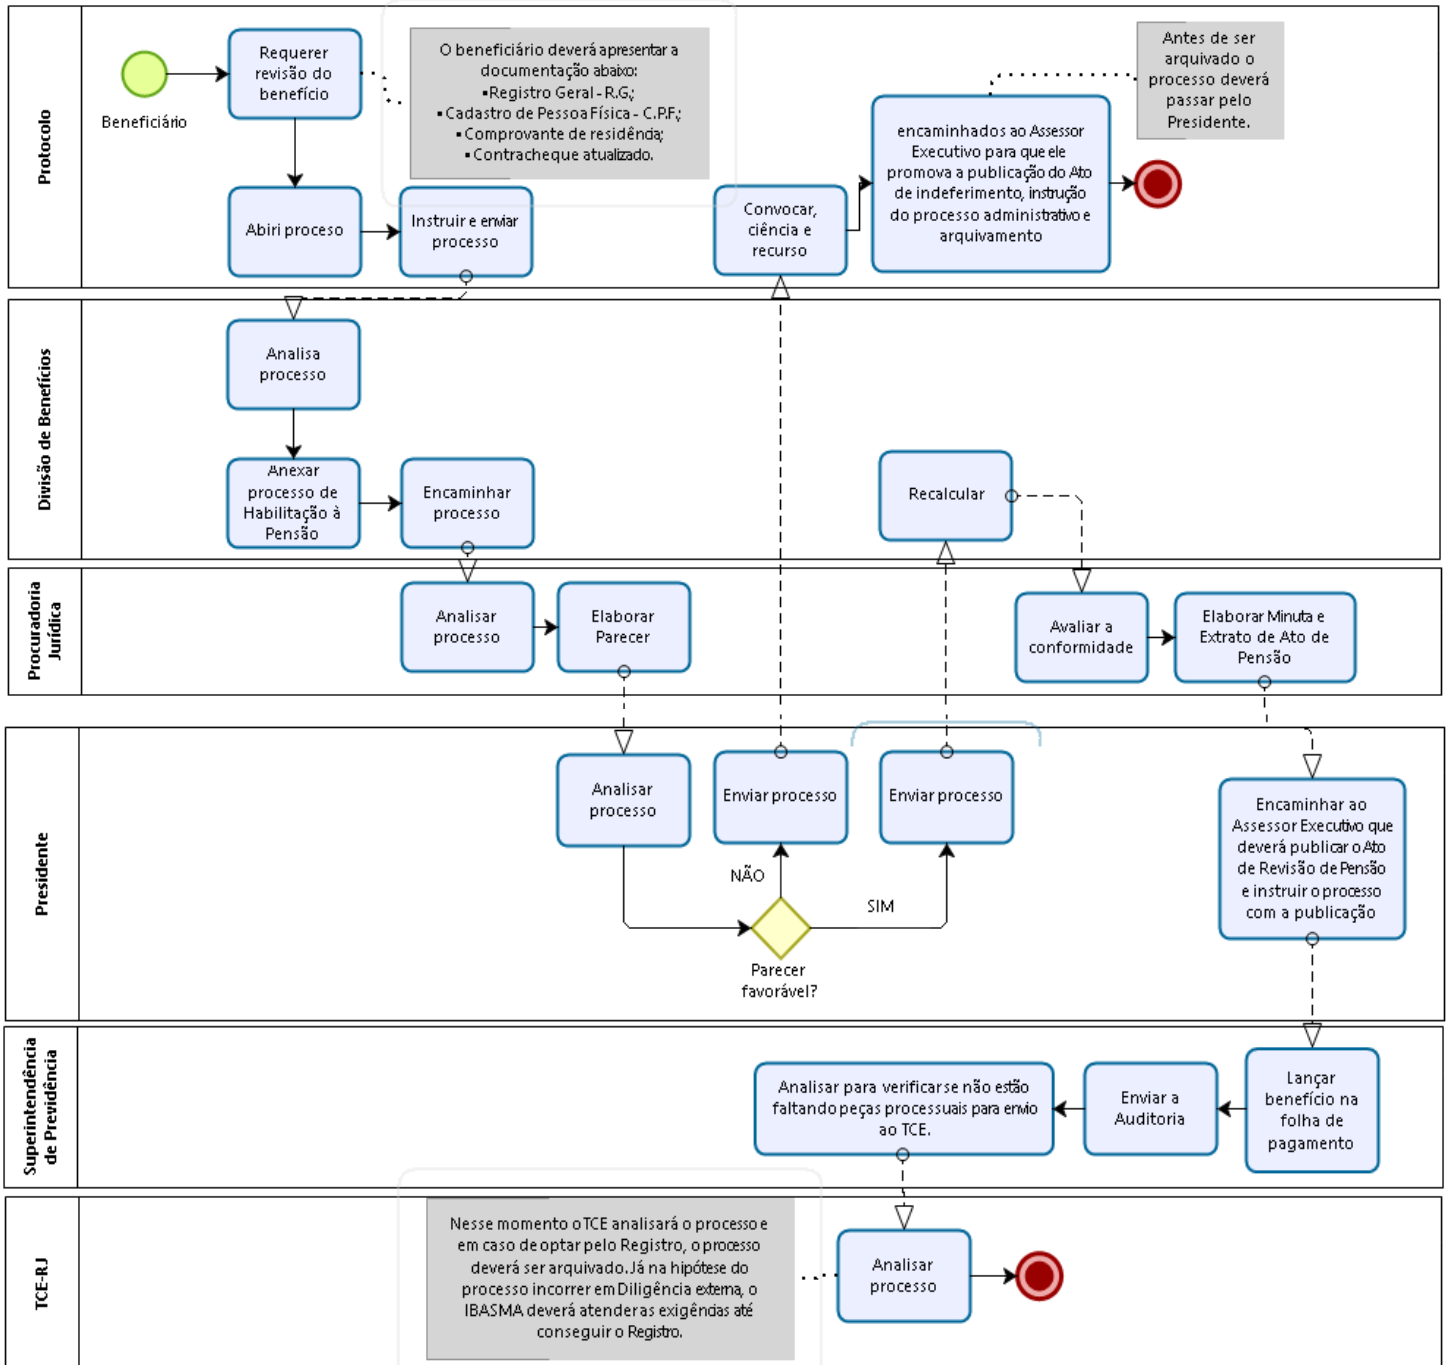 Protocolo
Beneficiário
Requerer
revisão do
benefício
O beneficiário deverá apresentar a
documentação abaixo:
▪Registro Geral - R.G.;
▪Cadastro de Pessoa Física - C.P.F.;
▪Comprovante de residência;
▪Contracheque atualizado.
Antes de ser
arquivado o
processo deverá
passar pelo
Presidente.
encaminhados ao Assessor
Executivo para que ele
promova a publicação do Ato
de indeferimento, instrução
do processo administrativo e
arquivamento
Abiri proceso
Instruir e enviar
processo
Convocar,
ciência e
recurso
Divisão de Benefícios
Analisa
processo
Anexar
processo de
Habilitação à
Pensão
Encaminhar
processo
Recalcular
Procuradoria
Jurídica
Analisar
processo
Elaborar
Parecer
Avaliar a
conformidade
Elaborar Minuta e
Extrato de Ato de
Pensão
Presidente
Analisar
processo
Enviar processo
Enviar processo
NÃO
SIM
Parecer
favorável?
Encaminhar ao
Assessor Executivo que
deverá publicar o Ato
de Revisão de Pensão
e instruir o processo
com a publicação
Superintendência
de Previdência
Analisar para verificar se não estão
faltando peças processuais para envio
ao TCE.
Enviar a
Auditoria
Lançar
benefício na
folha de
pagamento
TCE-RJ
Nesse momento o TCE analisará o processo e
em caso de optar pelo Registro, o processo
deverá ser arquivado. Já na hipótese do
processo incorrer em Diligência externa, o
IBASMA deverá atender as exigências até
conseguir o Registro.
Analisar
processo